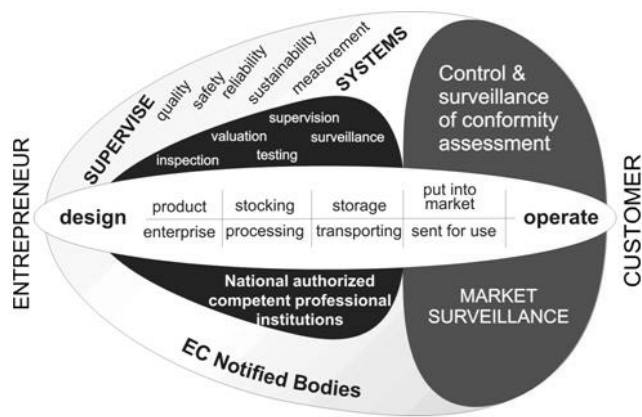 ENTREPRENEUR
SUPERVISE
quality
safety
reliability
sustainability
measurement
SYSTEMS
Control &
surveillance
of conformity
assessment
supervision
valuation
surveillance
inspection
testing
design
product
stocking
storage
put into
market
enterprise
processing
transporting
sent for use
operate
National authorized
competent professional
institutions
EC Notified Bodies
MARKET
SURVEILLANCE
CUSTOMER